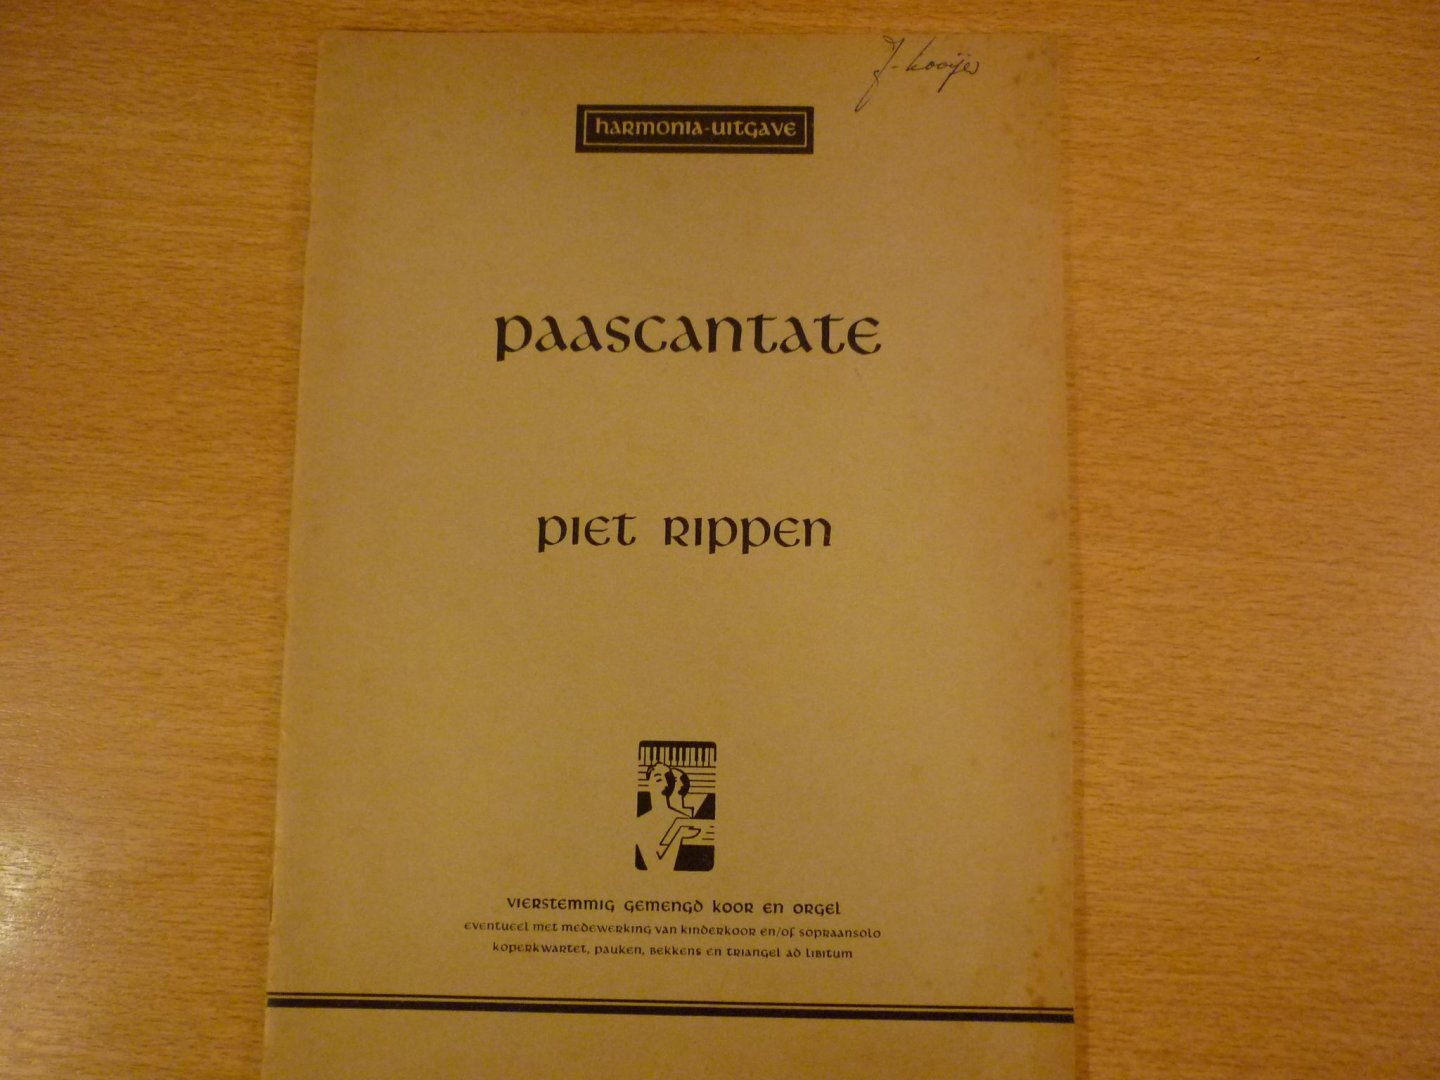 J. Kooijer
HARMONIA-UITGAVE
PAASCANTATE
PIET RIPPEN
VIERSTEMMIG GEMENGD KOOR EN ORGEL
EVENTUEEL MET MEDEWERKING VAN KINDERKOOR EN/OF SOPRAANSOLO
KOPERKWARTET, PAUKEN, BEKKENS EN TRIANGEL AD LIBITUM